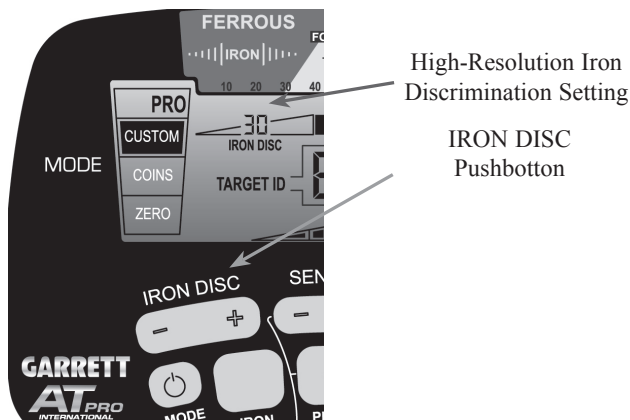 FERROUS
IRON
10 20 30 40
PRO
CUSTOM
COINS
ZERO
MODE
30
IRON DISC
TARGET ID
High-Resolution Iron
Discrimination Setting
IRON DISC
Pushbotton
IRON DISC
SEN
- +
-
GARRETT
AT PRO
INTERNATIONAL
MODE
IRON